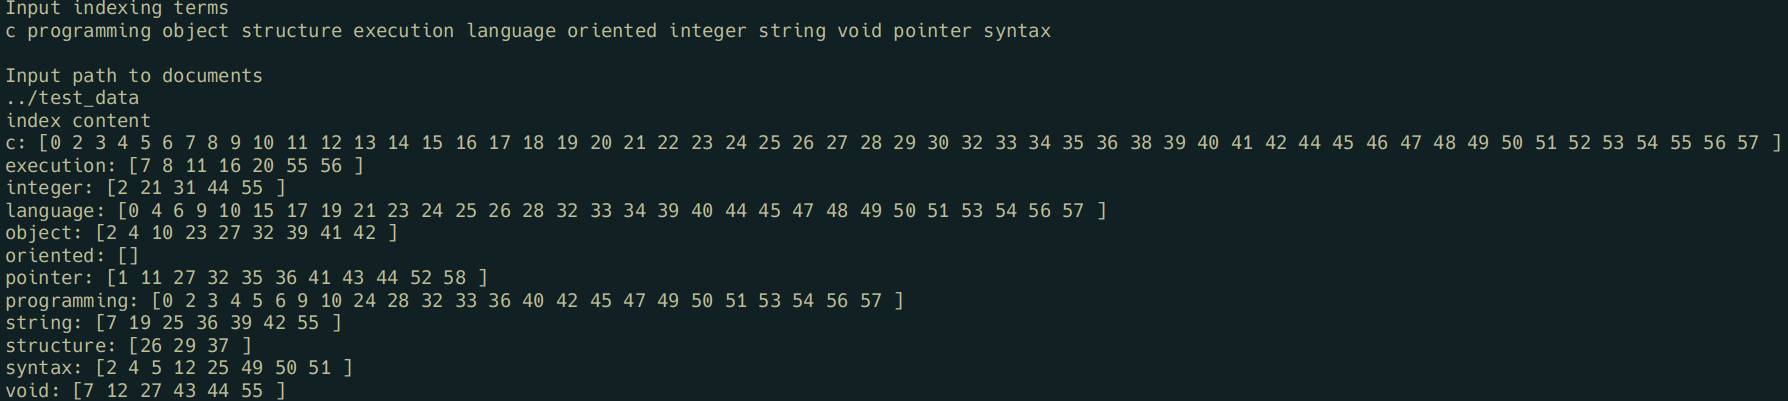 Input indexing terms
c programming object structure execution language oriented integer string void pointer syntax
Input path to documents
../test_data
index content
c: [0 2 3 4 5 6 7 8 9 10 11 12 13 14 15 16 17 18 19 20 21 22 23 24 25 26 27 28 29 30 32 33 34 35 36 38 39 40 41 42 44 45 46 47 48 49 50 51 52 53 54 55 56 57 ]
execution: [7 8 11 16 20 55 56 ]
integer: [2 21 31 44 55 ]
language: [0 4 6 9 10 15 17 19 21 23 24 25 26 28 32 33 34 39 40 44 45 47 48 49 50 51 53 54 56 57 ]
object: [2 4 10 23 27 32 39 41 42 ]
oriented: []
pointer: [1 11 27 32 35 36 41 43 44 52 58 ]
programming: [0 2 3 4 5 6 9 10 24 28 32 33 36 40 42 45 47 49 50 51 53 54 56 57 ]
string: [7 19 25 36 39 42 55 ]
structure: [26 29 37 ]
syntax: [2 4 5 12 25 49 50 51 ]
void: [7 12 27 43 44 55 ]